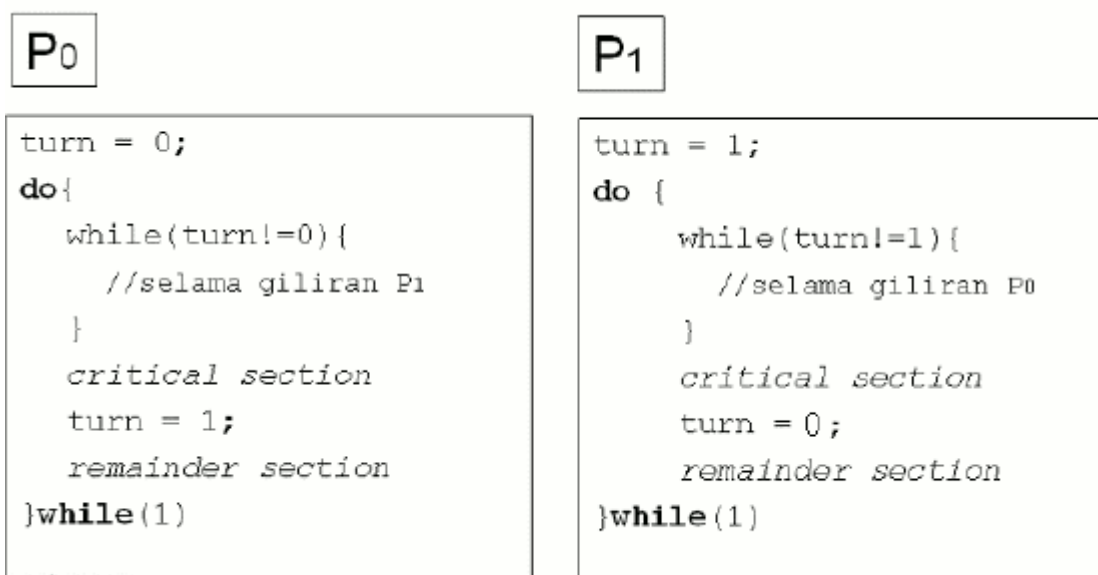 P0
turn = 0;
do{
while(turn!=0){
//selama giliran P1
}
critical section
turn = 1;
remainder section
}while(1)
P1
turn = 1;
do {
while(turn!=1){
//selama giliran P0
}
critical section
turn = 0;
remainder section
}while(1)